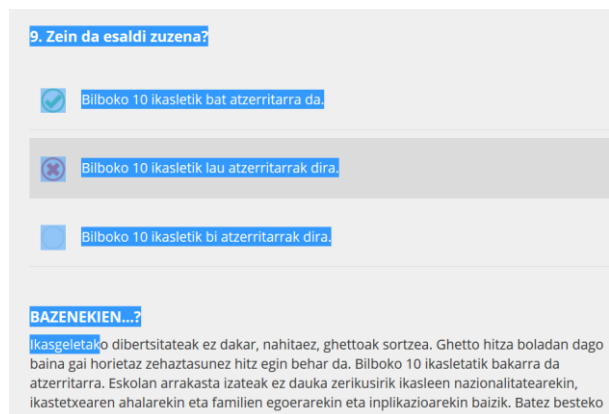 9. Zein da esaldi zuzena?
Bilboko 10 ikasletik bat atzerritarra da.
Bilboko 10 ikasletik lau atzerritarrak dira.
Bilboko 10 ikasletik bi atzerritarrak dira.
BAZENEKIEN...?
Ikasgeletako dibertsitateak ez dakar, nahitaez, ghettoak sortzea. Ghetto hitza boladan dago
baina gai horietaz zehaztasunez hitz egin behar da. Bilboko 10 ikasletatik bakarra da
atzerritarra. Eskolan arrakasta izateak ez dauka zerikusirik ikasleen nazionalitatearekin,
ikastetxearen ahalarekin eta familien egoerarekin eta inplikazioarekin baizik. Batez besteko